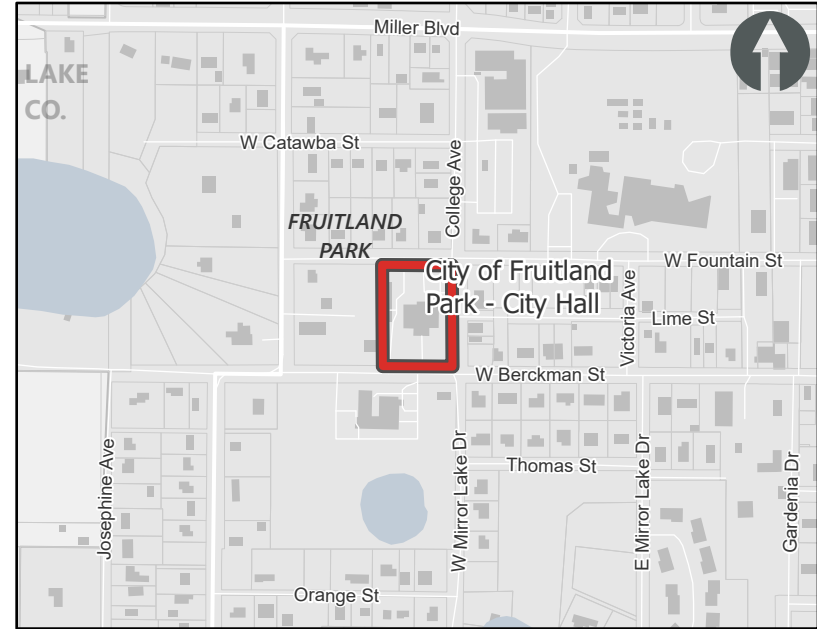 Miller Blvd
LAKE
CO.
W Catawba St
College Ave
FRUITLAND
PARK
W Fountain St
City of Fruitland
Park - City Hall
Victoria Ave
Lime St
W Berckman St
Josephine Ave
W Mirror Lake Dr
Thomas St
E Mirror Lake Dr
Gardenia Dr
Orange St